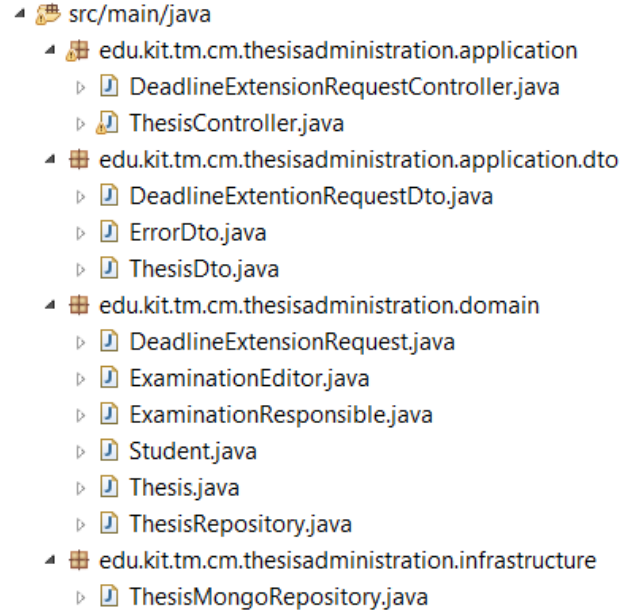 src/main/java
edu.kit.tm.cm.thesisadministration.application
DeadlineExtensionRequestController.java
ThesisController.java
edu.kit.tm.cm.thesisadministration.application.dto
DeadlineExtentionRequestDto.java
ErrorDto.java
ThesisDto.java
edu.kit.tm.cm.thesisadministration.domain
DeadlineExtensionRequest.java
ExaminationEditor.java
ExaminationResponsible.java
Student.java
Thesis.java
ThesisRepository.java
edu.kit.tm.cm.thesisadministration.infrastructure
ThesisMongoRepository.java